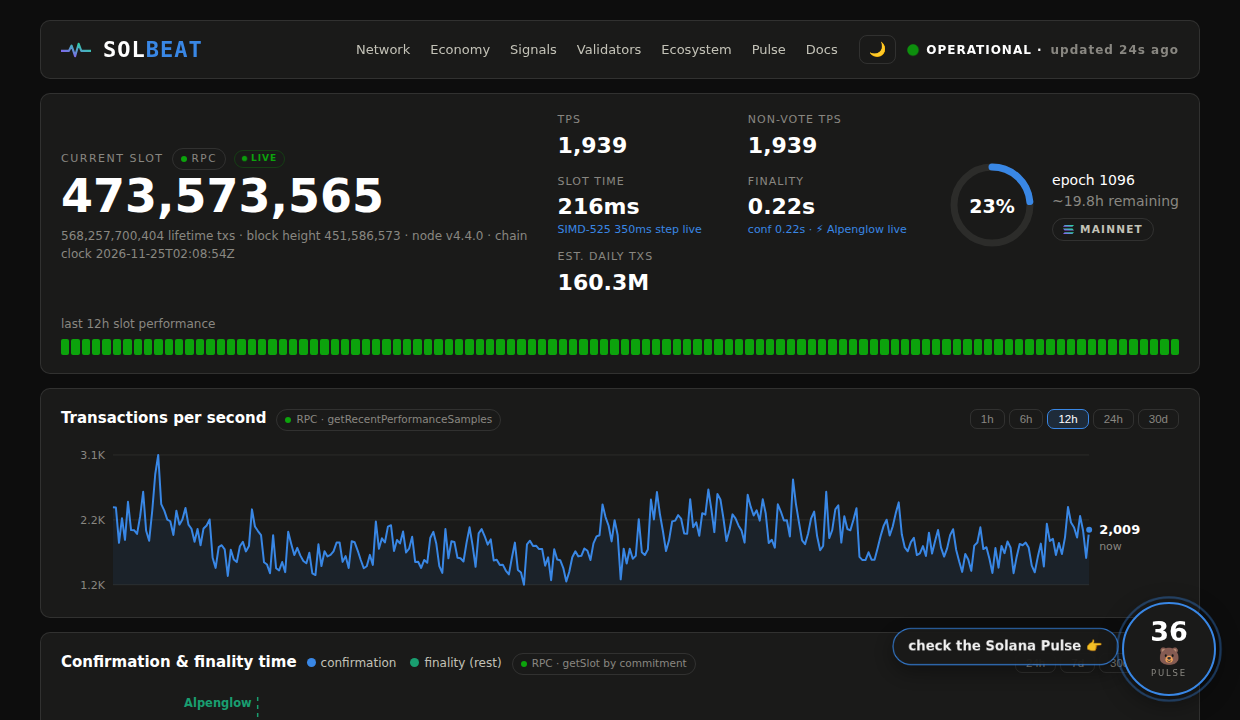 SOLBEAT
Network Economy Signals Validators Ecosystem Pulse Docs
OPERATIONAL · updated 24s ago
CURRENT SLOT RPC LIVE
473,573,565
568,257,700,404 lifetime txs · block height 451,586,573 · node v4.4.0 · chain
clock 2026-11-25T02:08:54Z
TPS
1,939
NON-VOTE TPS
1,939
SLOT TIME
216ms
SIMD-525 350ms step live
FINALITY
0.22s
conf 0.22s · ⚡ Alpenglow live
EST. DAILY TXS
160.3M
23%
epoch 1096
~19.8h remaining
MAINNET
last 12h slot performance
Transactions per second RPC · getRecentPerformanceSamples
1h 6h 12h 24h 30d
3.1K
2.2K
1.2K
2,009
now
Confirmation & finality time confirmation finality (rest) RPC · getSlot by commitment
Alpenglow
check the Solana Pulse 👉
36
PULSE